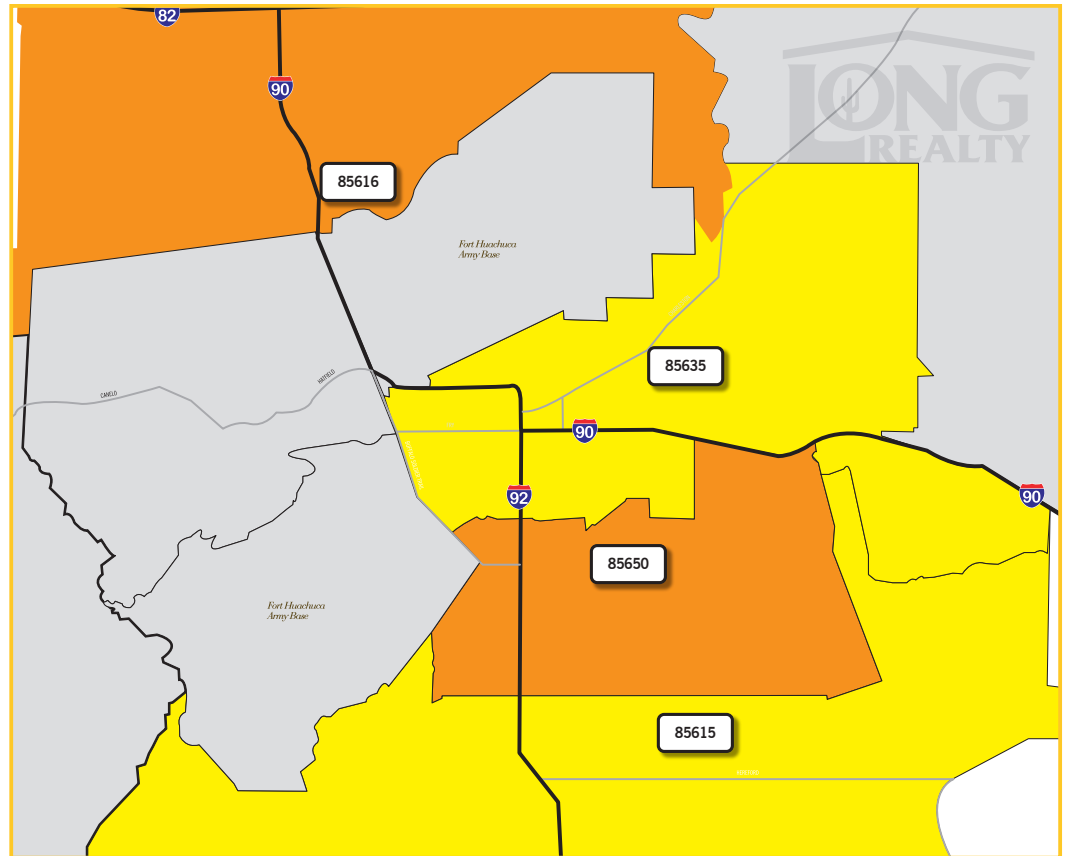 82
90
LONG
REALTY
85616
Fort Huachuca
Army Base
85635
CANELO
HATFIELD
90
92
90
85650
Fort Huachuca
Army Base
85615
HEREFORD